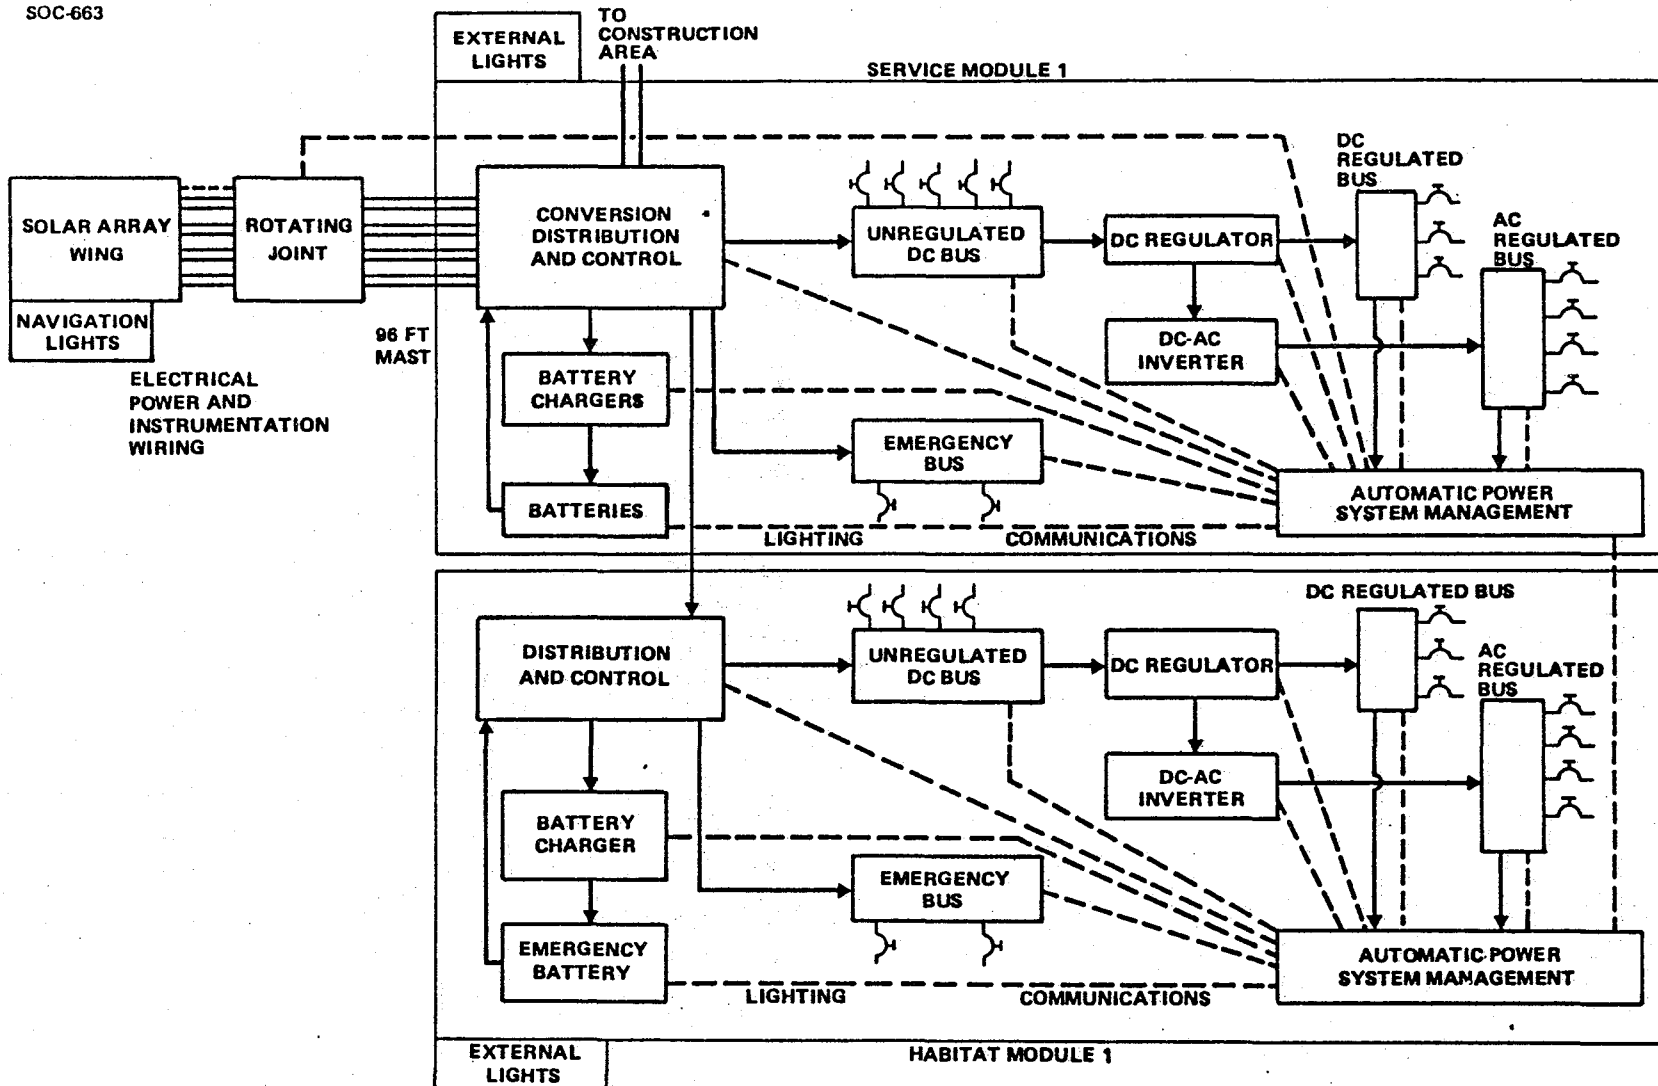 SOC-663
EXTERNAL
LIGHTS
TO
CONSTRUCTION
AREA
SERVICE MODULE 1
SOLAR ARRAY
WING
NAVIGATION
LIGHTS
ROTATING
JOINT
96 FT
MAST
ELECTRICAL
POWER AND
INSTRUMENTATION
WIRING
CONVERSION
DISTRIBUTION
AND CONTROL
BATTERY
CHARGERS
BATTERIES
UNREGULATED
DC BUS
EMERGENCY
BUS
LIGHTING
COMMUNICATIONS
DC REGULATOR
DC-AC
INVERTER
DC
REGULATED
BUS
AC
REGULATED
BUS
AUTOMATIC POWER
SYSTEM MANAGEMENT
DISTRIBUTION
AND CONTROL
BATTERY
CHARGER
EMERGENCY
BATTERY
UNREGULATED
DC BUS
EMERGENCY
BUS
LIGHTING
COMMUNICATIONS
DC REGULATOR
DC-AC
INVERTER
DC REGULATED BUS
AC
REGULATED
BUS
AUTOMATIC POWER
SYSTEM MANAGEMENT
EXTERNAL
LIGHTS
HABITAT MODULE 1